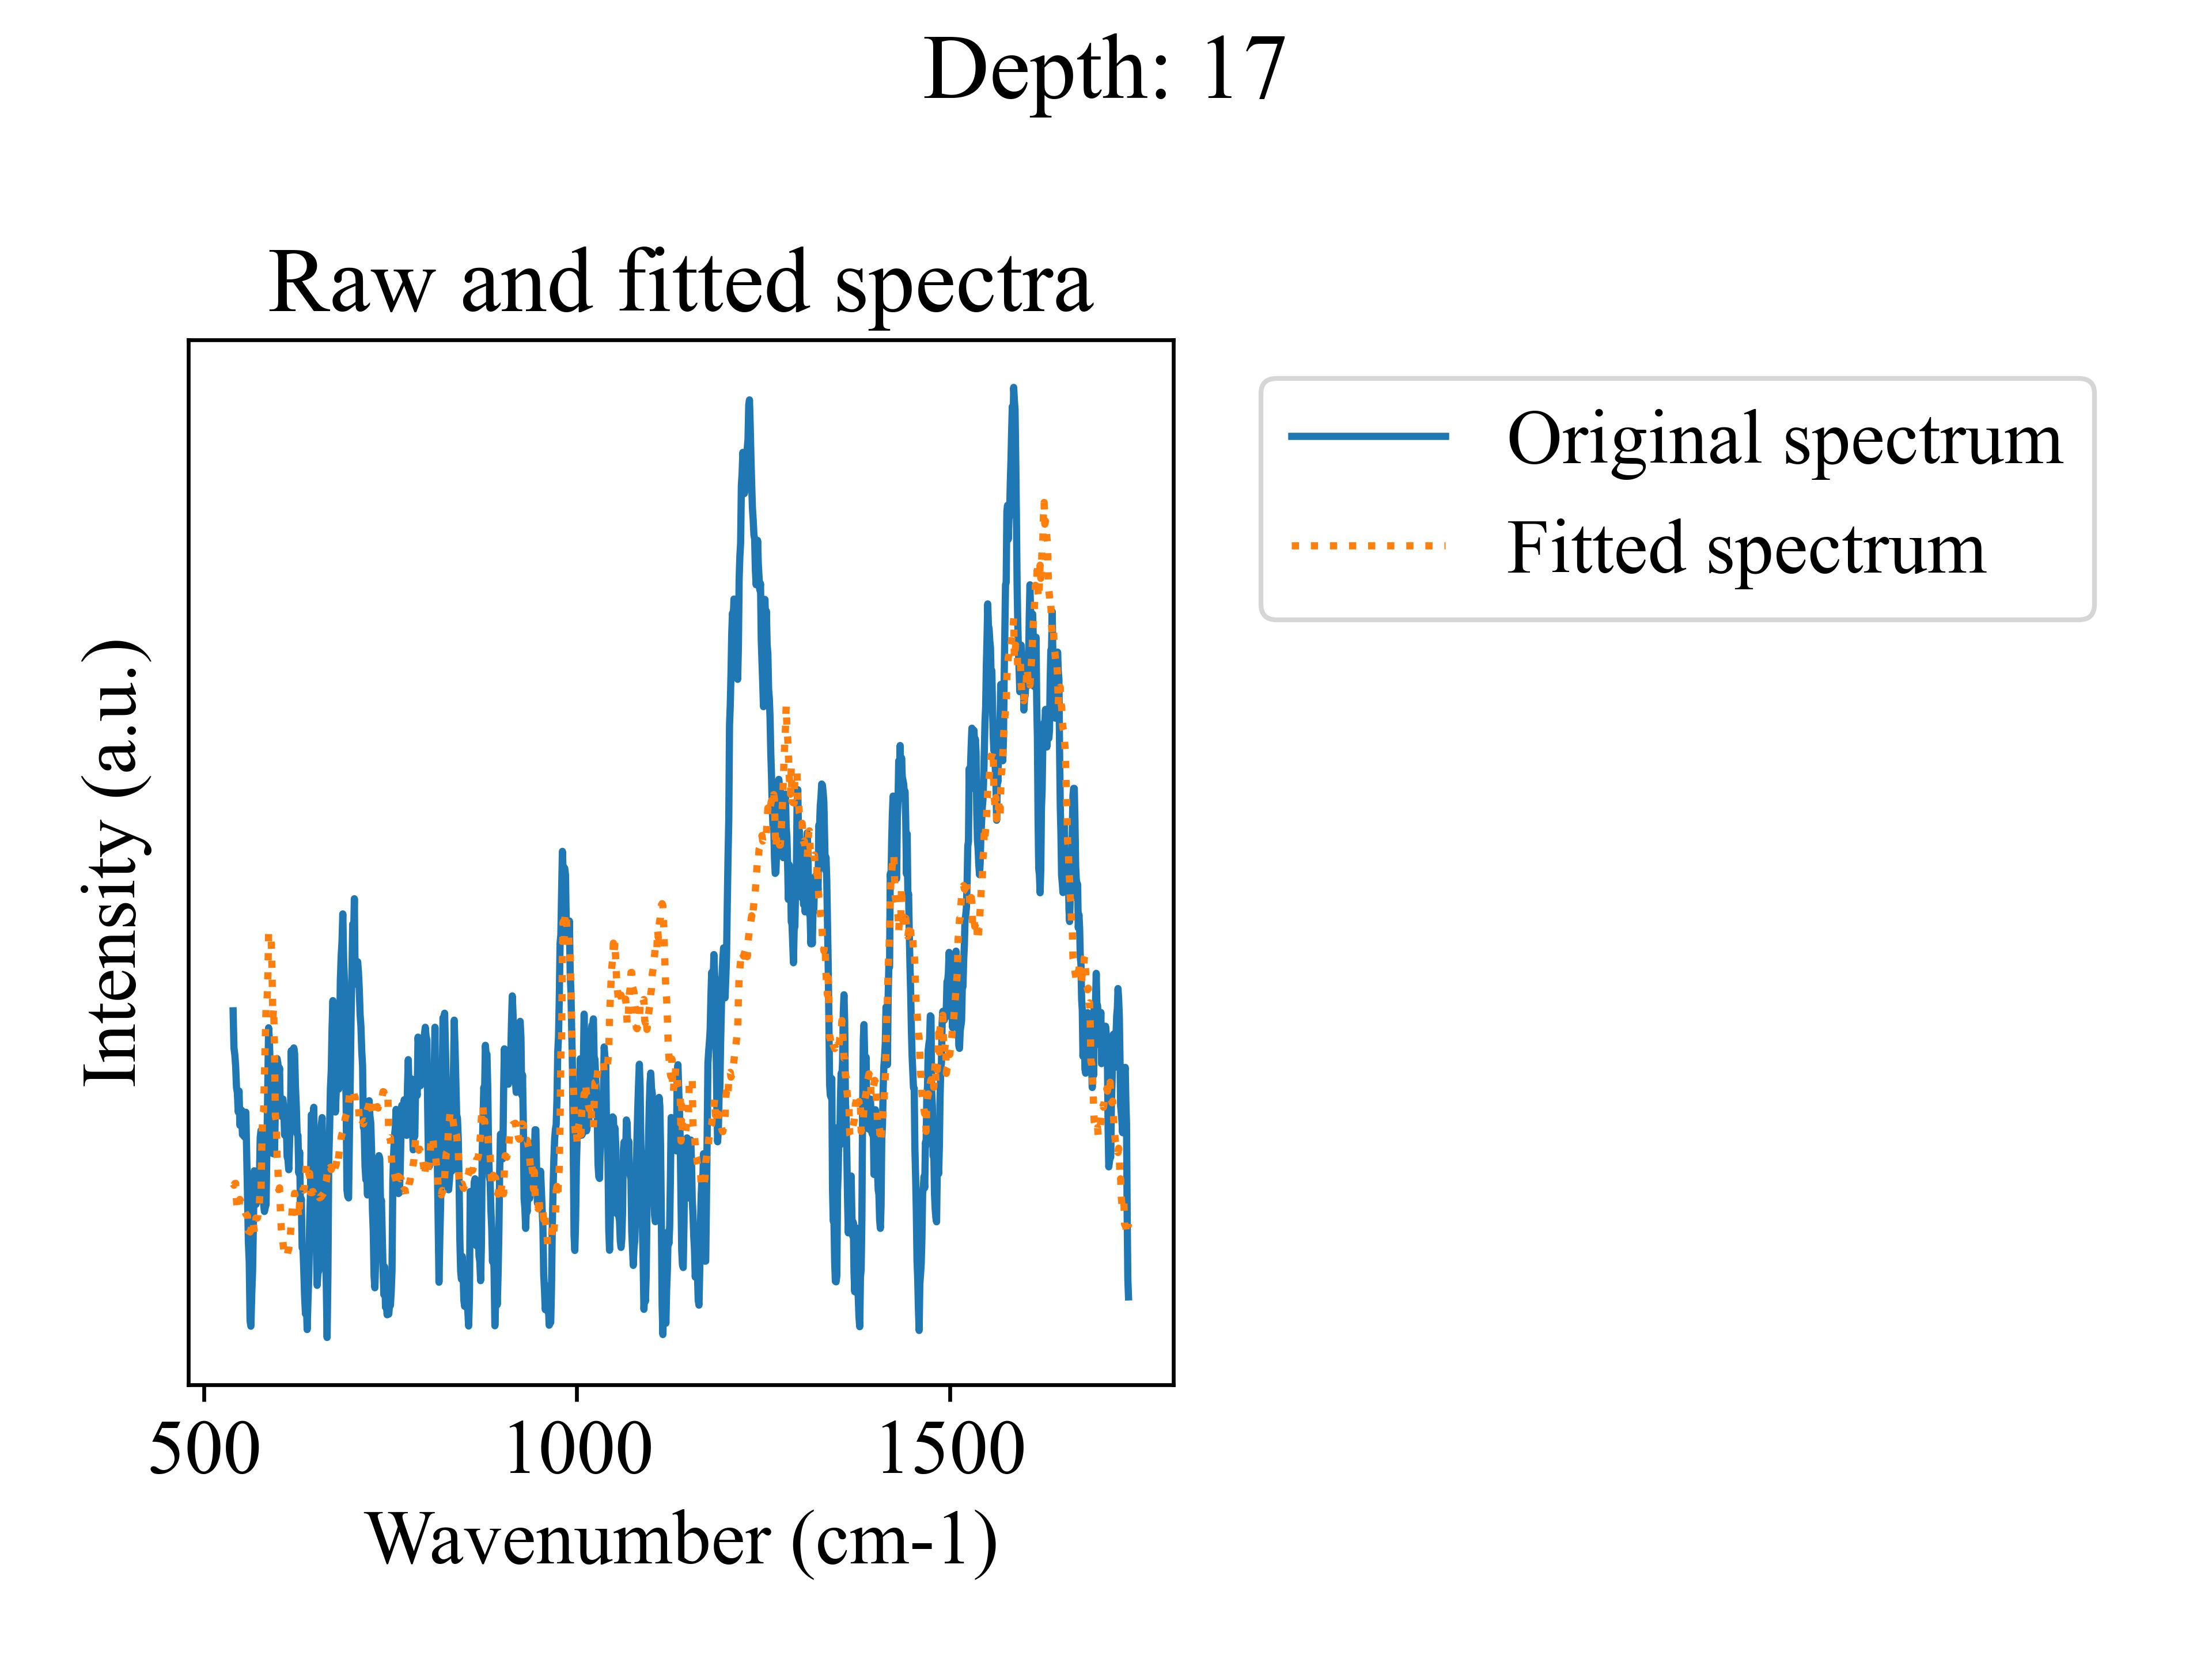 Depth: 17
Raw and fitted spectra
Original spectrum
Fitted spectrum
Intensity (a.u.)
500 1000 1500
Wavenumber (cm-1)